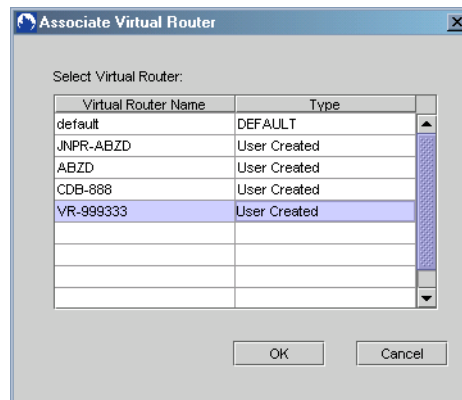 Associate Virtual Router
Select Virtual Router:
Virtual Router Name Type
default DEFAULT
JNPR-ABZD User Created
ABZD User Created
CDB-888 User Created
VR-999333 User Created
OK Cancel